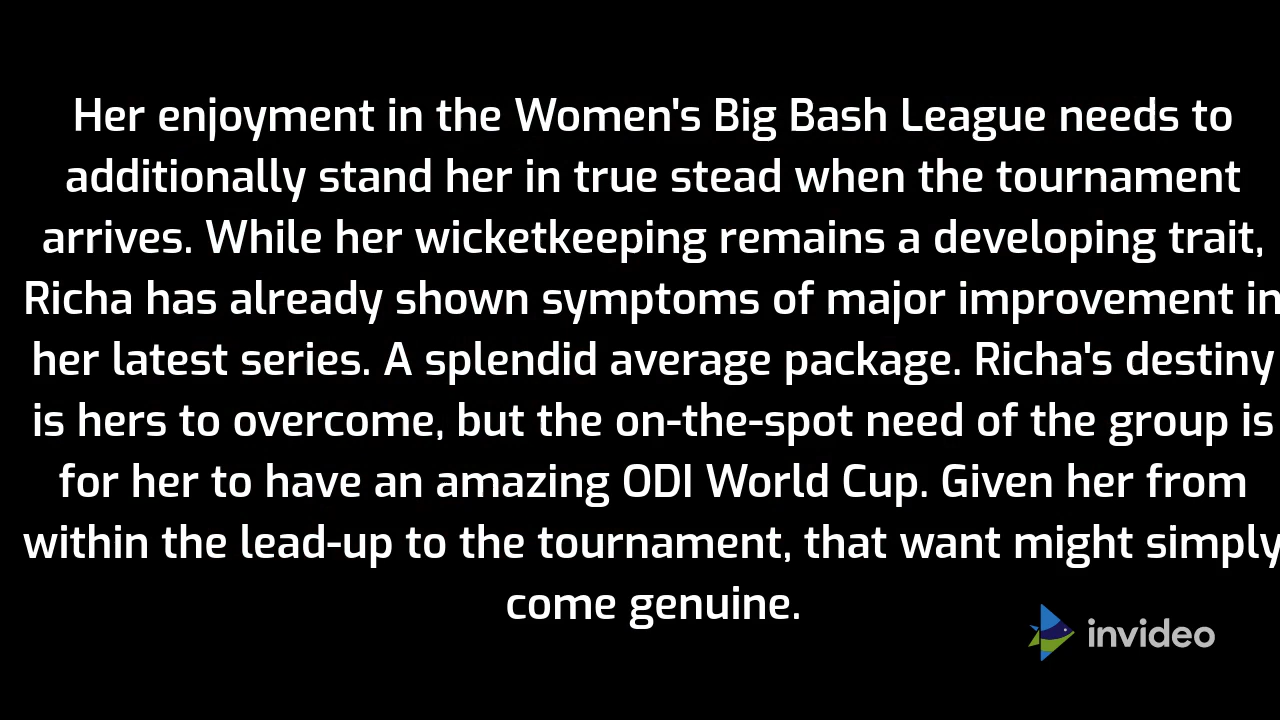 Her enjoyment in the Women's Big Bash League needs to
additionally stand her in true stead when the tournament
arrives. While her wicketkeeping remains a developing trait,
Richa has already shown symptoms of major improvement in
her latest series. A splendid average package. Richa's destiny
is hers to overcome, but the on-the-spot need of the group is
for her to have an amazing ODI World Cup. Given her from
within the lead-up to the tournament, that want might simply
come genuine.
invideo